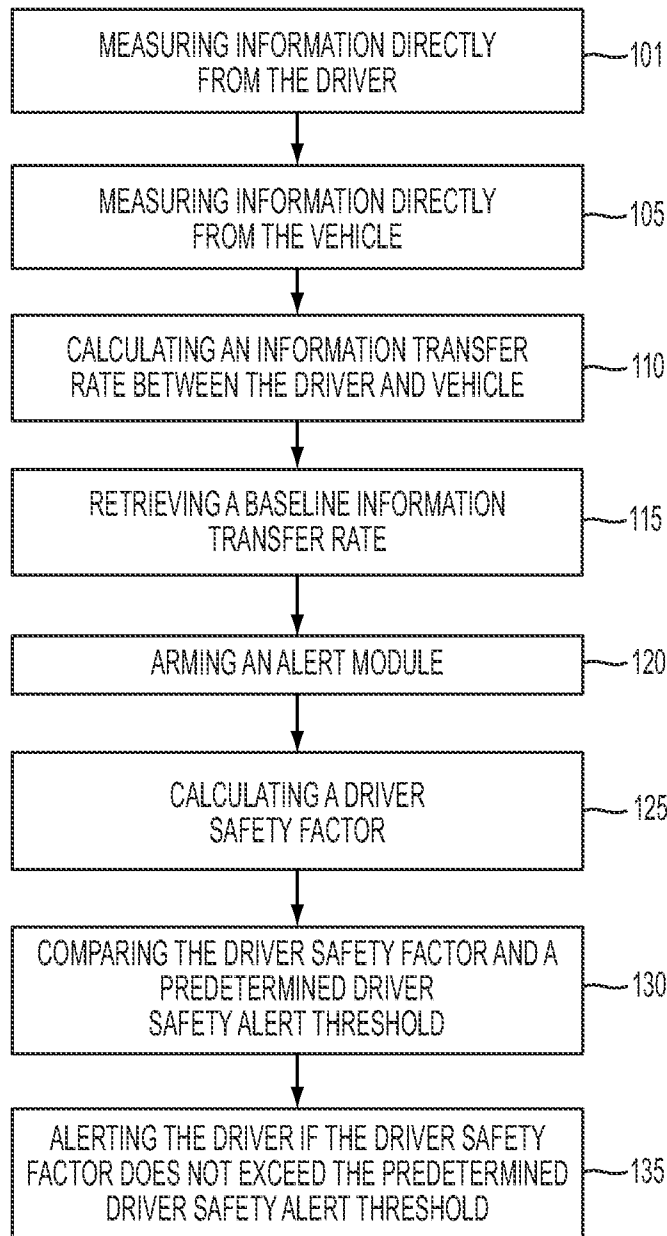 MEASURING INFORMATION DIRECTLY
FROM THE DRIVER
101
MEASURING INFORMATION DIRECTLY
FROM THE VEHICLE
105
CALCULATING AN INFORMATION TRANSFER
RATE BETWEEN THE DRIVER AND VEHICLE
110
RETRIEVING A BASELINE INFORMATION
TRANSFER RATE
115
ARMING AN ALERT MODULE
120
CALCULATING A DRIVER
SAFETY FACTOR
125
COMPARING THE DRIVER SAFETY FACTOR AND A
PREDETERMINED DRIVER
SAFETY ALERT THRESHOLD
130
ALERTING THE DRIVER IF THE DRIVER SAFETY
FACTOR DOES NOT EXCEED THE PREDETERMINED
DRIVER SAFETY ALERT THRESHOLD
135